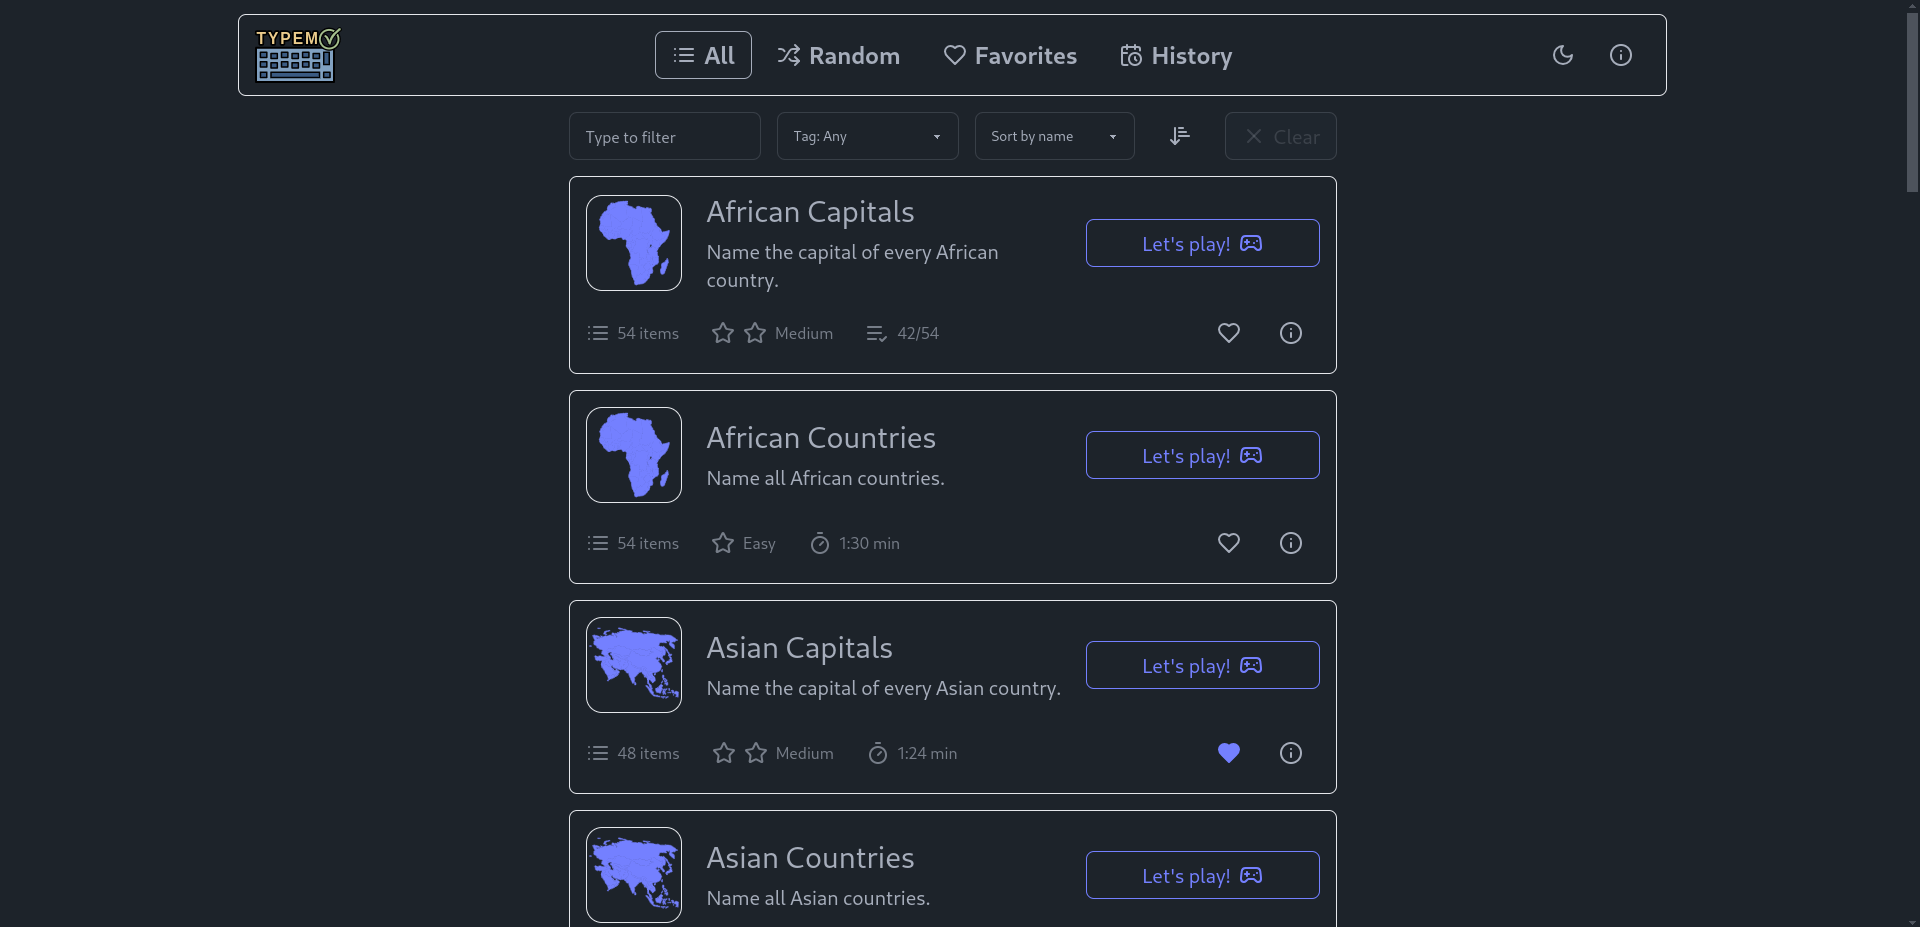 TYPEM
All
Random
Favorites
History
Type to filter
Tag: Any
Sort by name
Clear
African Capitals
Name the capital of every African
country.
Let's play!
54 items
Medium
42/54
African Countries
Name all African countries.
Let's play!
54 items
Easy
1:30 min
Asian Capitals
Name the capital of every Asian country.
Let's play!
48 items
Medium
1:24 min
Asian Countries
Name all Asian countries.
Let's play!